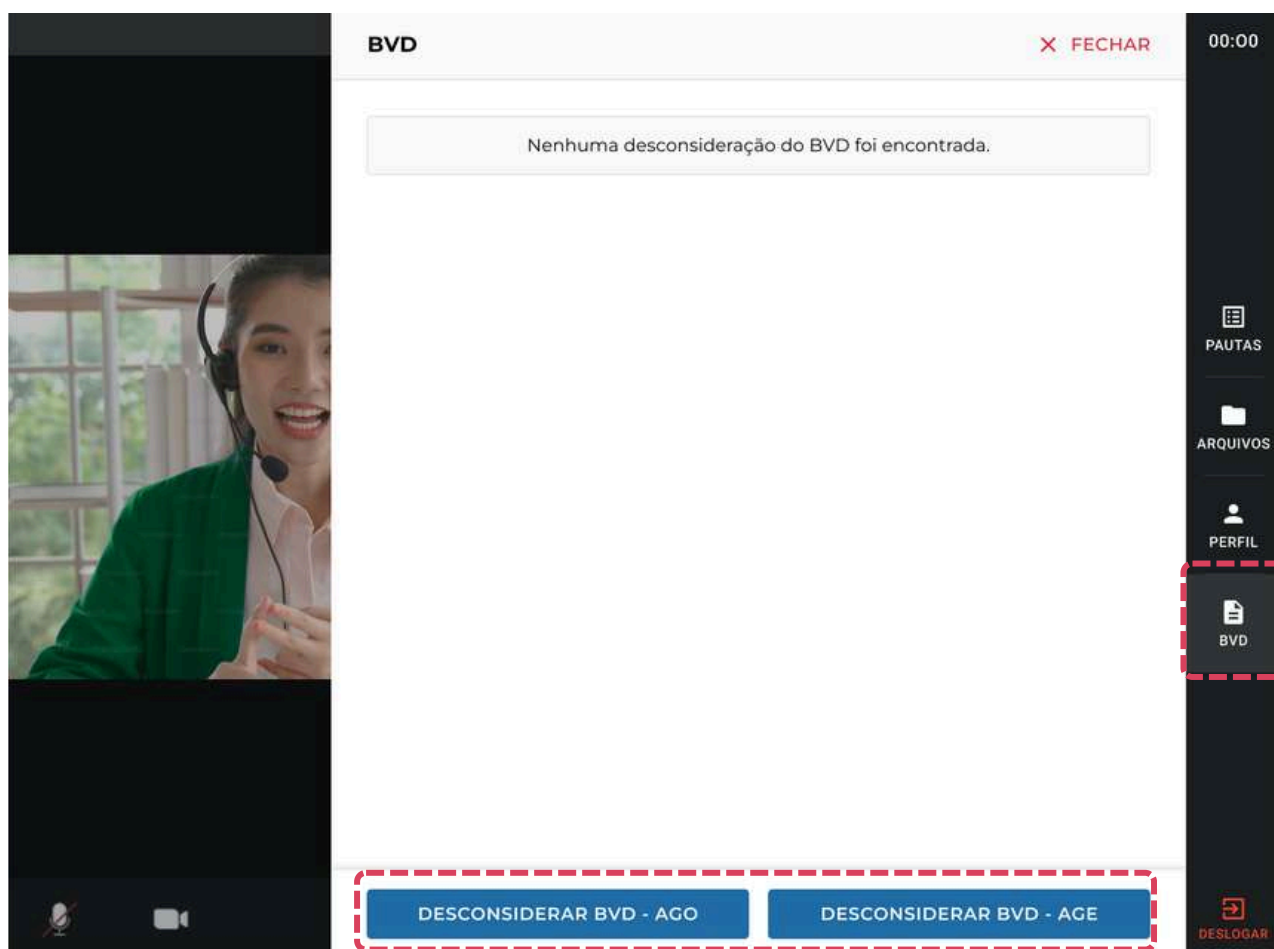 BVD
FECHAR
00:00
Nenhuma desconsideração do BVD foi encontrada.
PAUTAS
ARQUIVOS
PERFIL
BVD
DESCONSIDERAR BVD - AGO
DESCONSIDERAR BVD - AGE
DESLOGAR